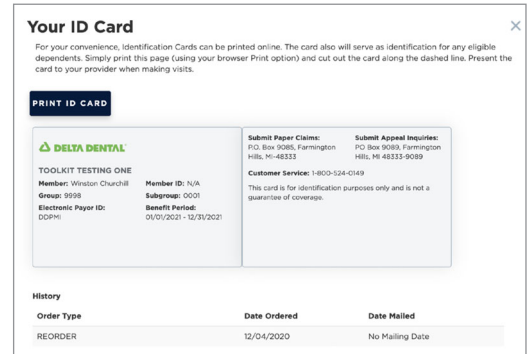 Your ID Card
For your convenience, Identification Cards can be printed online. The card also will serve as identification for any eligible
dependents. Simply print this page (using your browser Print option) and cut out the card along the dashed line. Present the
card to your provider when making visits.
PRINT ID CARD
DELTA DENTAL
TOOLKIT TESTING ONE
Member: Winston Churchill
Member ID: N/A
Group: 9998
Subgroup: 0001
Electronic Payor ID:
DDPMI
Benefit Period:
01/01/2021 - 12/31/2021
Submit Paper Claims:
P.O. Box 9085, Farmington
Hills, MI-48333
Submit Appeal Inquiries:
PO Box 9089, Farmington
Hills, MI 48333-9089
Customer Service: 1-800-524-0149
This card is for identification purposes only and is not a
guarantee of coverage.
History
Order Type Date Ordered Date Mailed
REORDER 12/04/2020 No Mailing Date